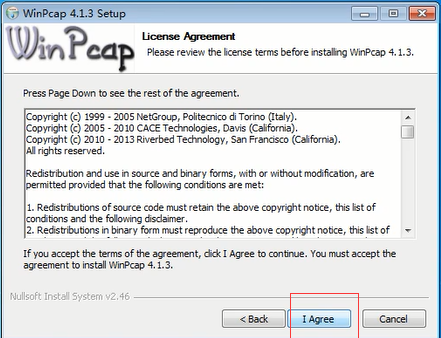 WinPcap 4.1.3 Setup
WinPcap
License Agreement
Please review the license terms before installing WinPcap 4.1.3.
Press Page Down to see the rest of the agreement.
Copyright (c) 1999 - 2005 NetGroup, Politecnico di Torino (Italy).
Copyright (c) 2005 - 2010 CACE Technologies, Davis (California).
Copyright (c) 2010 - 2013 Riverbed Technology, San Francisco (California).
All rights reserved.
Redistribution and use in source and binary forms, with or without modification, are
permitted provided that the following conditions are met:
1. Redistributions of source code must retain the above copyright notice, this list of
conditions and the following disclaimer.
2. Redistributions in binary form must reproduce the above copyright notice, this list of
If you accept the terms of the agreement, click I Agree to continue. You must accept the
agreement to install WinPcap 4.1.3.
Nullsoft Install System v2.46
< Back
I Agree
Cancel